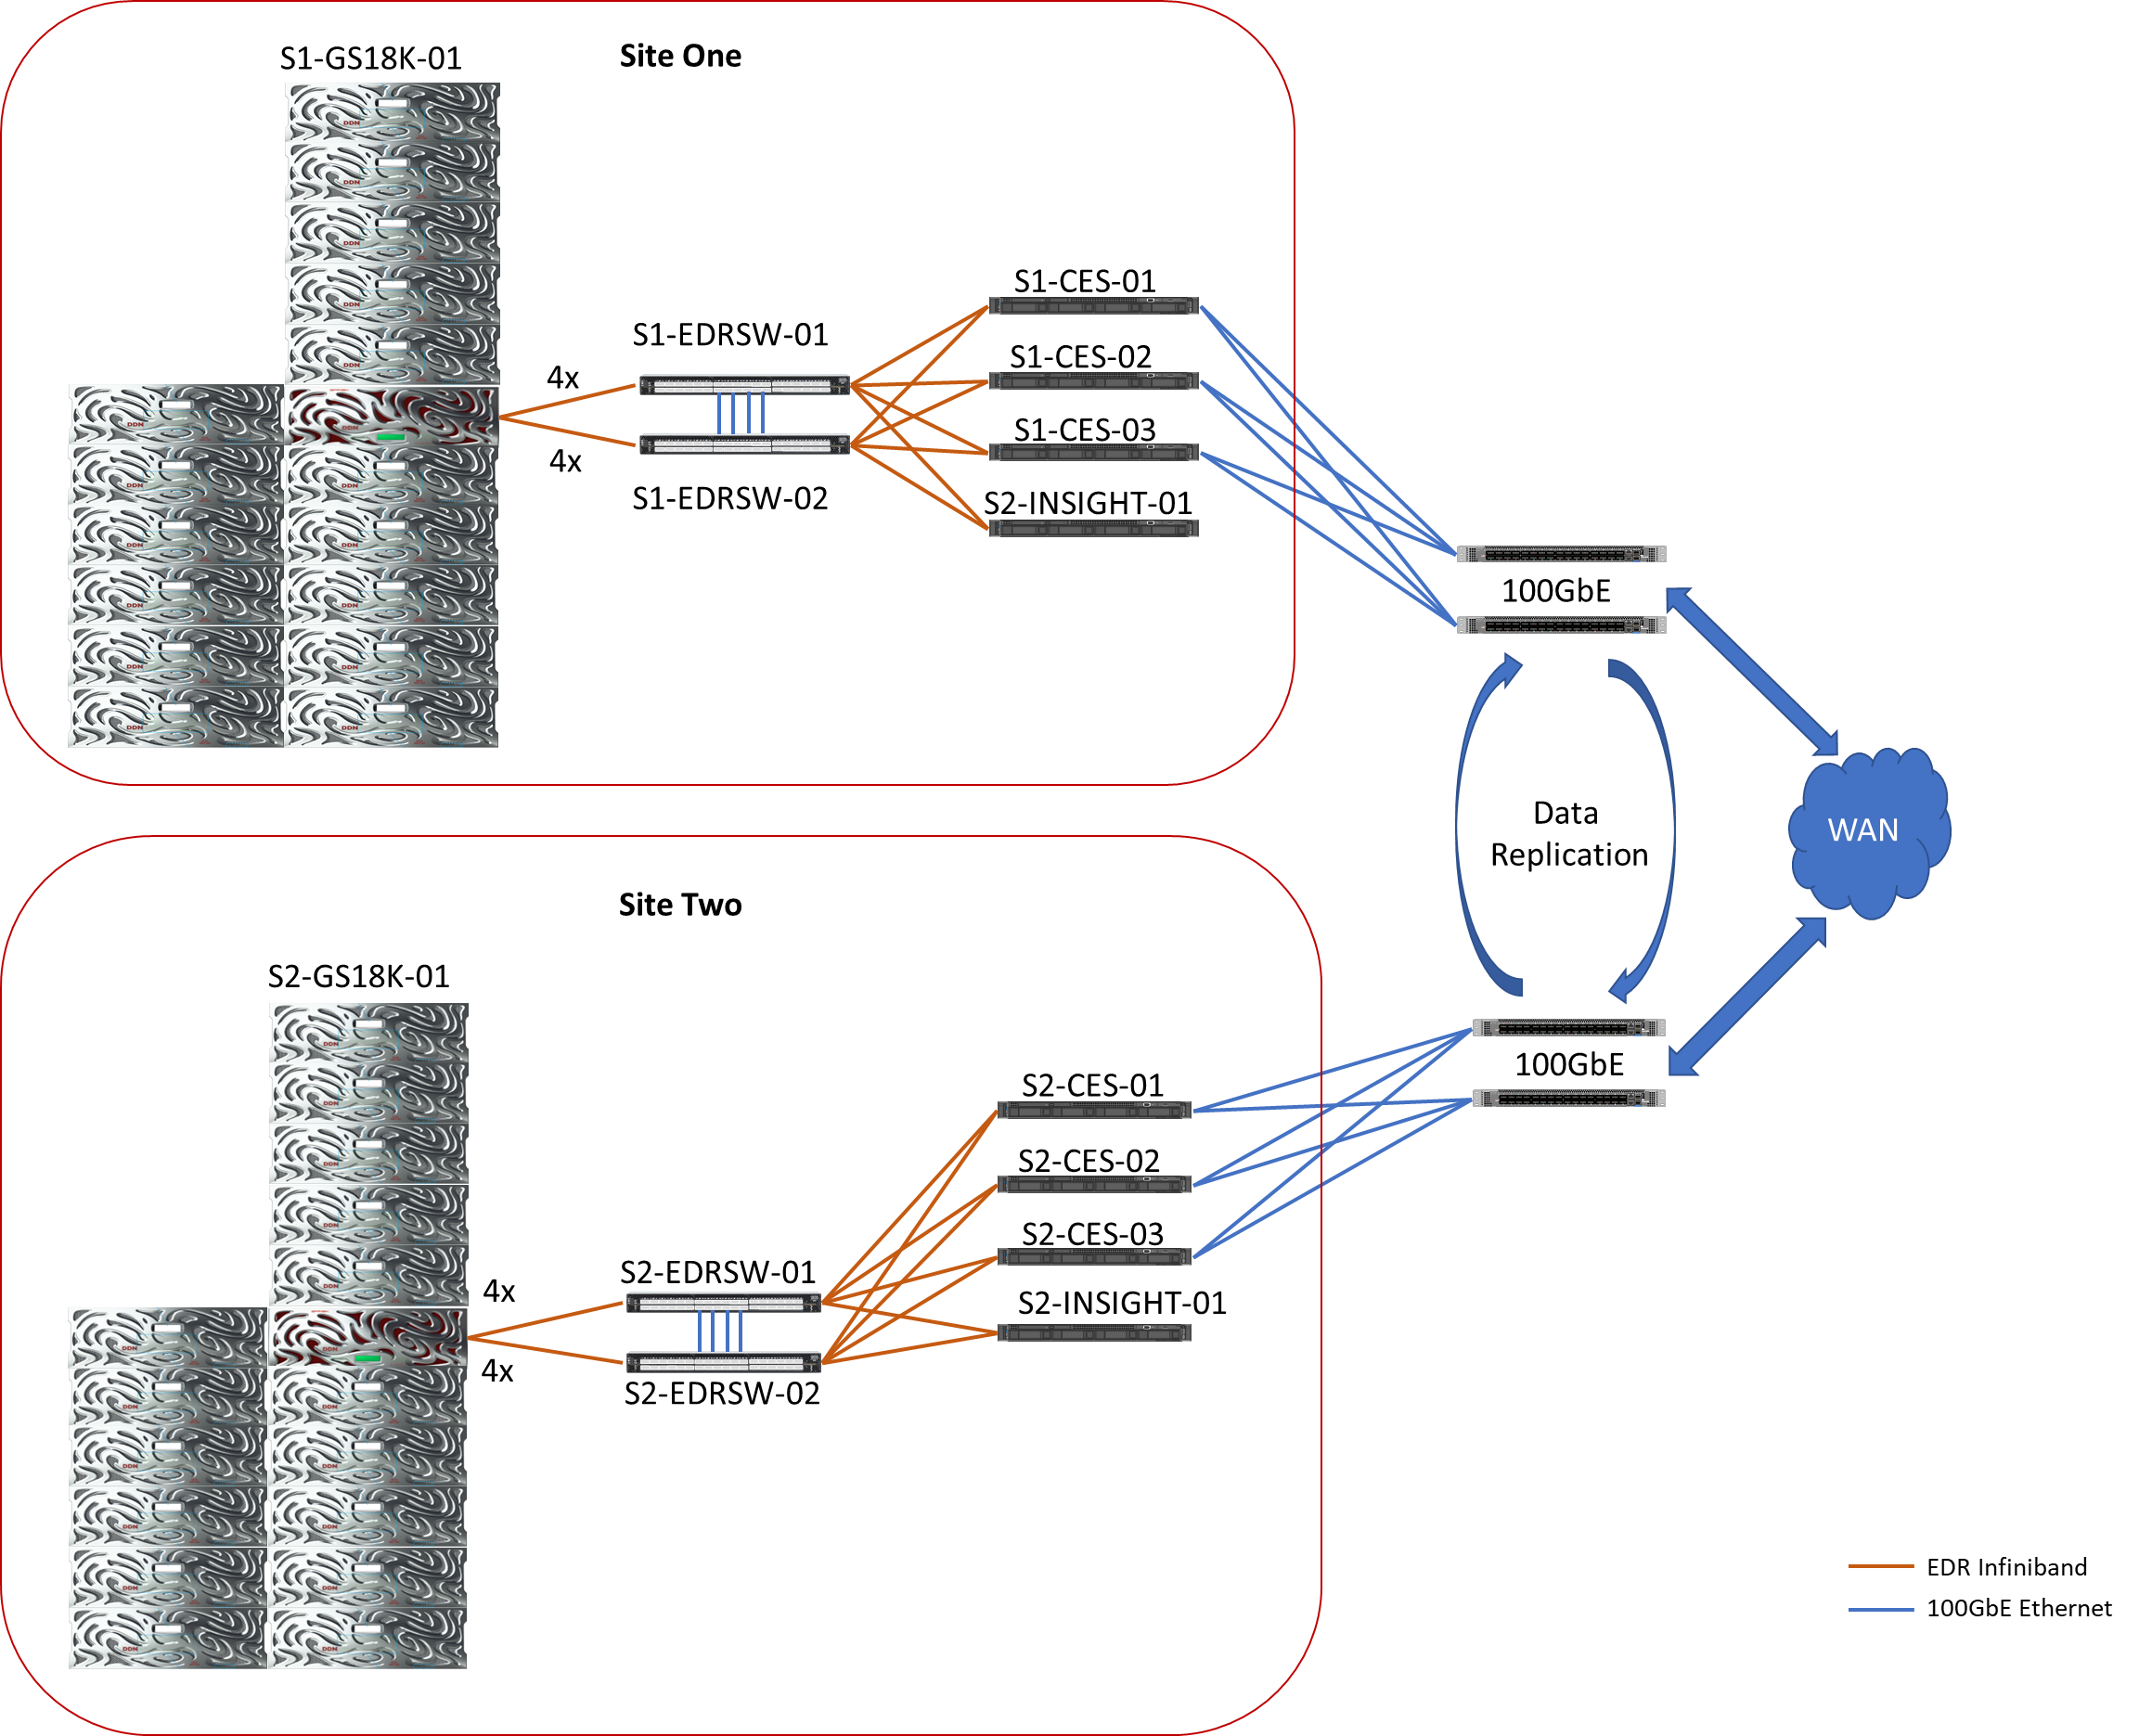 Site One
S1-GS18K-01
S1-EDRSW-01
4x
4x
S1-EDRSW-02
S1-CES-01
S1-CES-02
S1-CES-03
S2-INSIGHT-01
100GbE
Data
Replication
WAN
Site Two
S2-GS18K-01
4x
4x
S2-EDRSW-01
S2-EDRSW-02
S2-CES-01
S2-CES-02
S2-CES-03
S2-INSIGHT-01
100GbE
EDR Infiniband
100GbE Ethernet
DDN